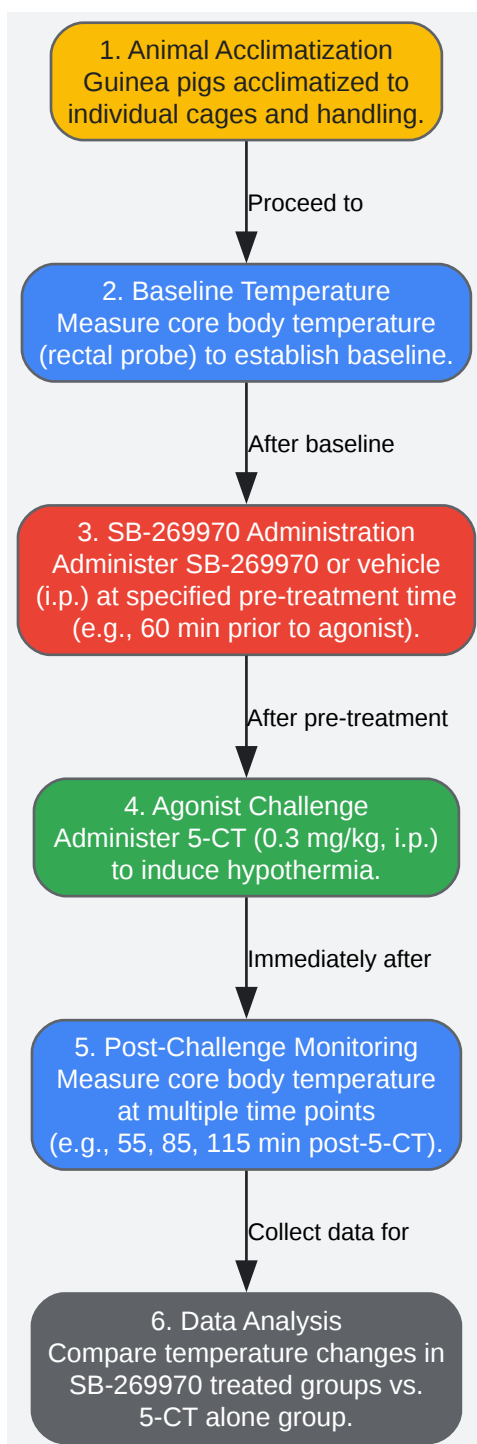 1. Animal Acclimatization
Guinea pigs acclimatized to
individual cages and handling.
Proceed to
2. Baseline Temperature
Measure core body temperature
(rectal probe) to establish baseline.
After baseline
3. SB-269970 Administration
Administer SB-269970 or vehicle
(i.p.) at specified pre-treatment time
(e.g., 60 min prior to agonist).
After pre-treatment
4. Agonist Challenge
Administer 5-CT (0.3 mg/kg, i.p.)
to induce hypothermia.
Immediately after
5. Post-Challenge Monitoring
Measure core body temperature
at multiple time points
(e.g., 55, 85, 115 min post-5-CT).
Collect data for
6. Data Analysis
Compare temperature changes in
SB-269970 treated groups vs.
5-CT alone group.